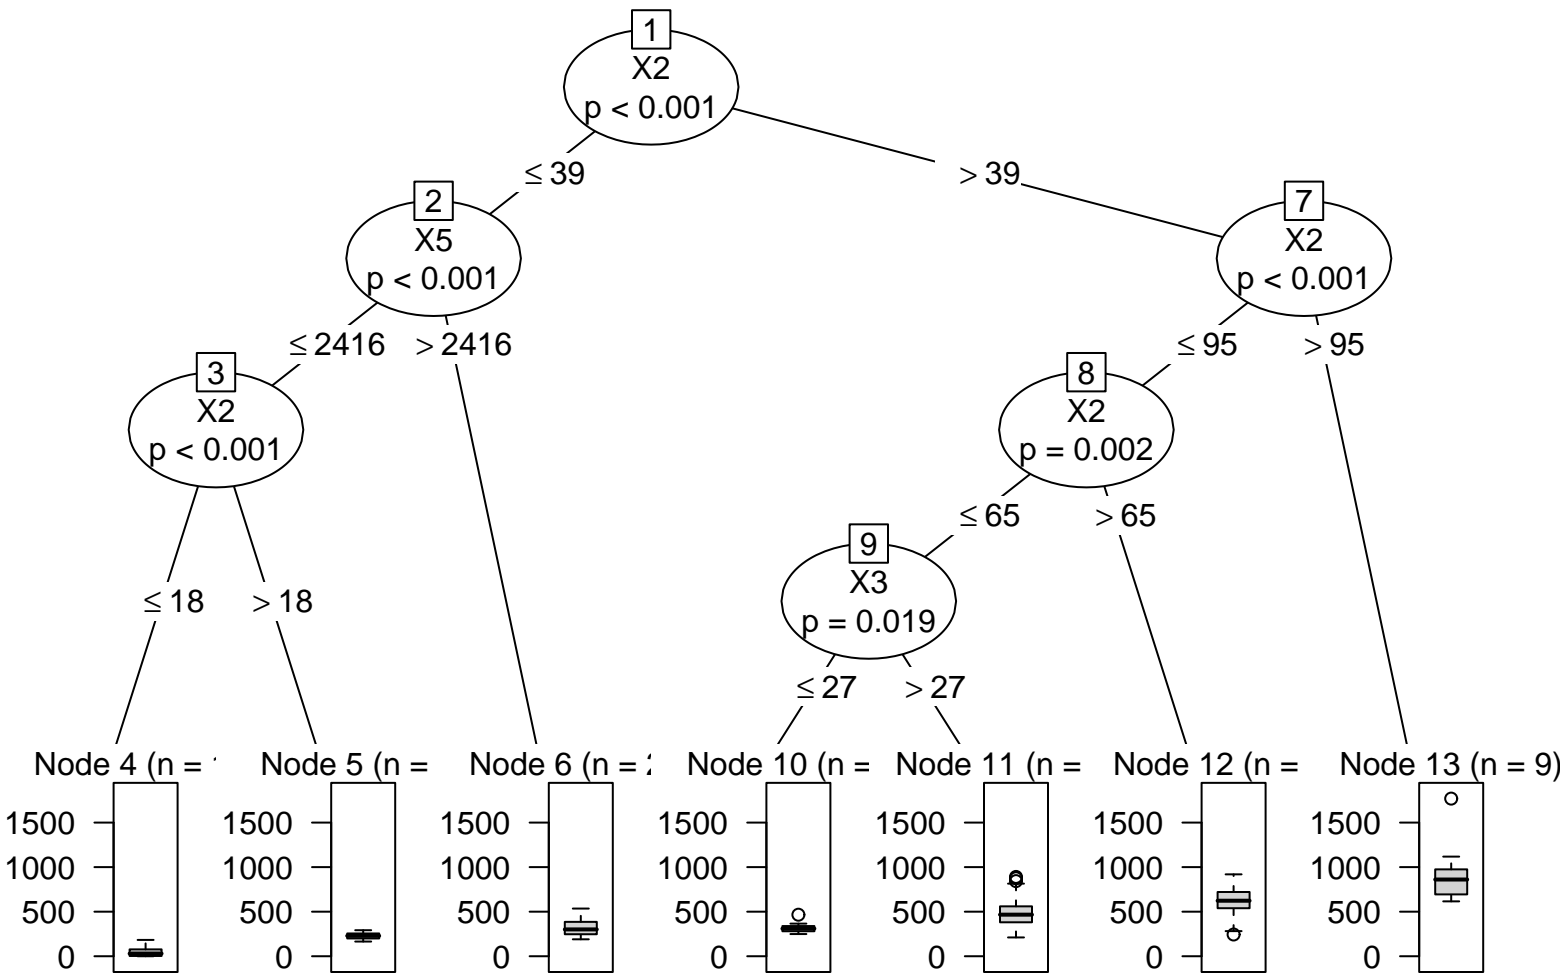 1
X2
p < 0.001
≤ 39
> 39
2
X5
p < 0.001
7
X2
p < 0.001
≤ 2416
> 2416
≤ 95
> 95
3
X2
p < 0.001
8
X2
p = 0.002
≤ 65
> 65
9
X3
p = 0.019
≤ 18
> 18
≤ 27
> 27
Node 4 (n =
Node 5 (n =
Node 6 (n =
Node 10 (n =
Node 11 (n =
Node 12 (n =
Node 13 (n = 9)
1500
1000
500
0
1500
1000
500
0
1500
1000
500
0
1500
1000
500
0
1500
1000
500
0
1500
1000
500
0
1500
1000
500
0